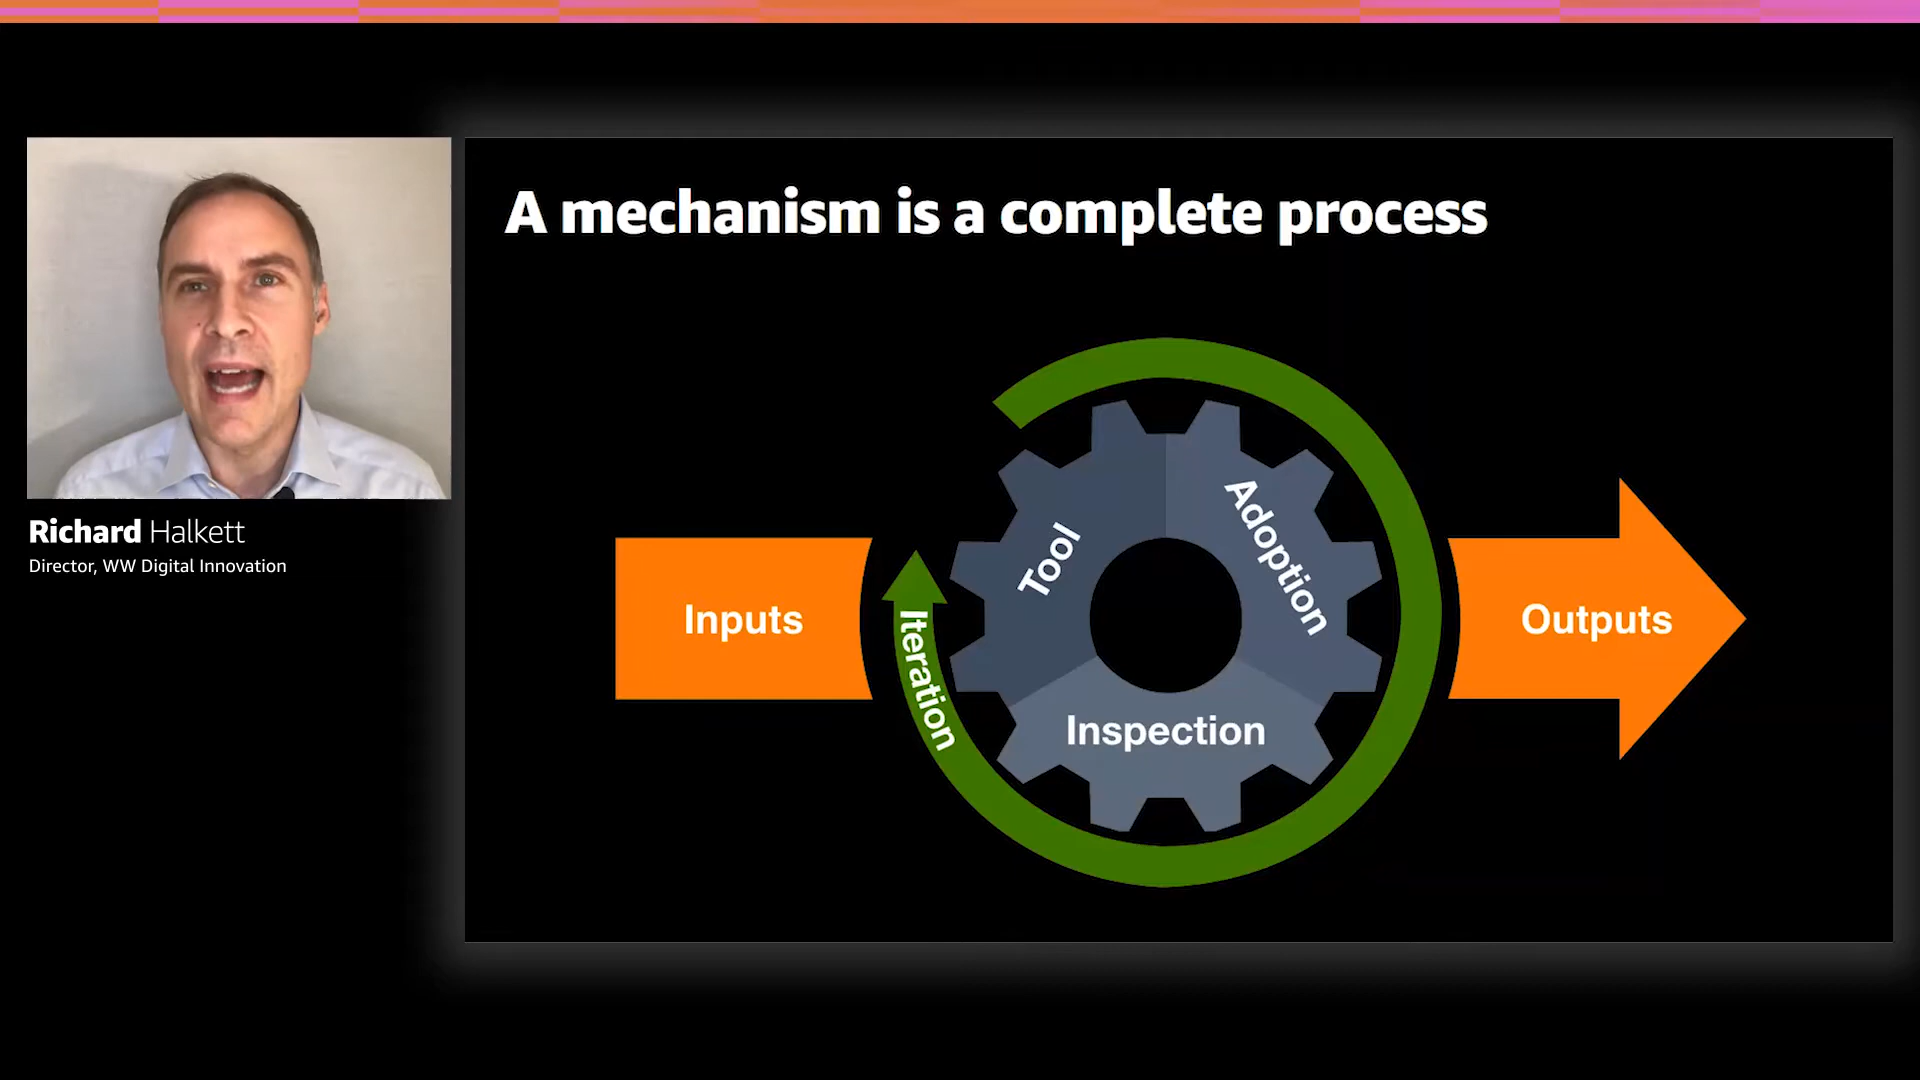 A mechanism is a complete process
Richard Halkett
Director, WW Digital Innovation
Inputs
Iteration
Tool
Adoption
Inspection
Outputs